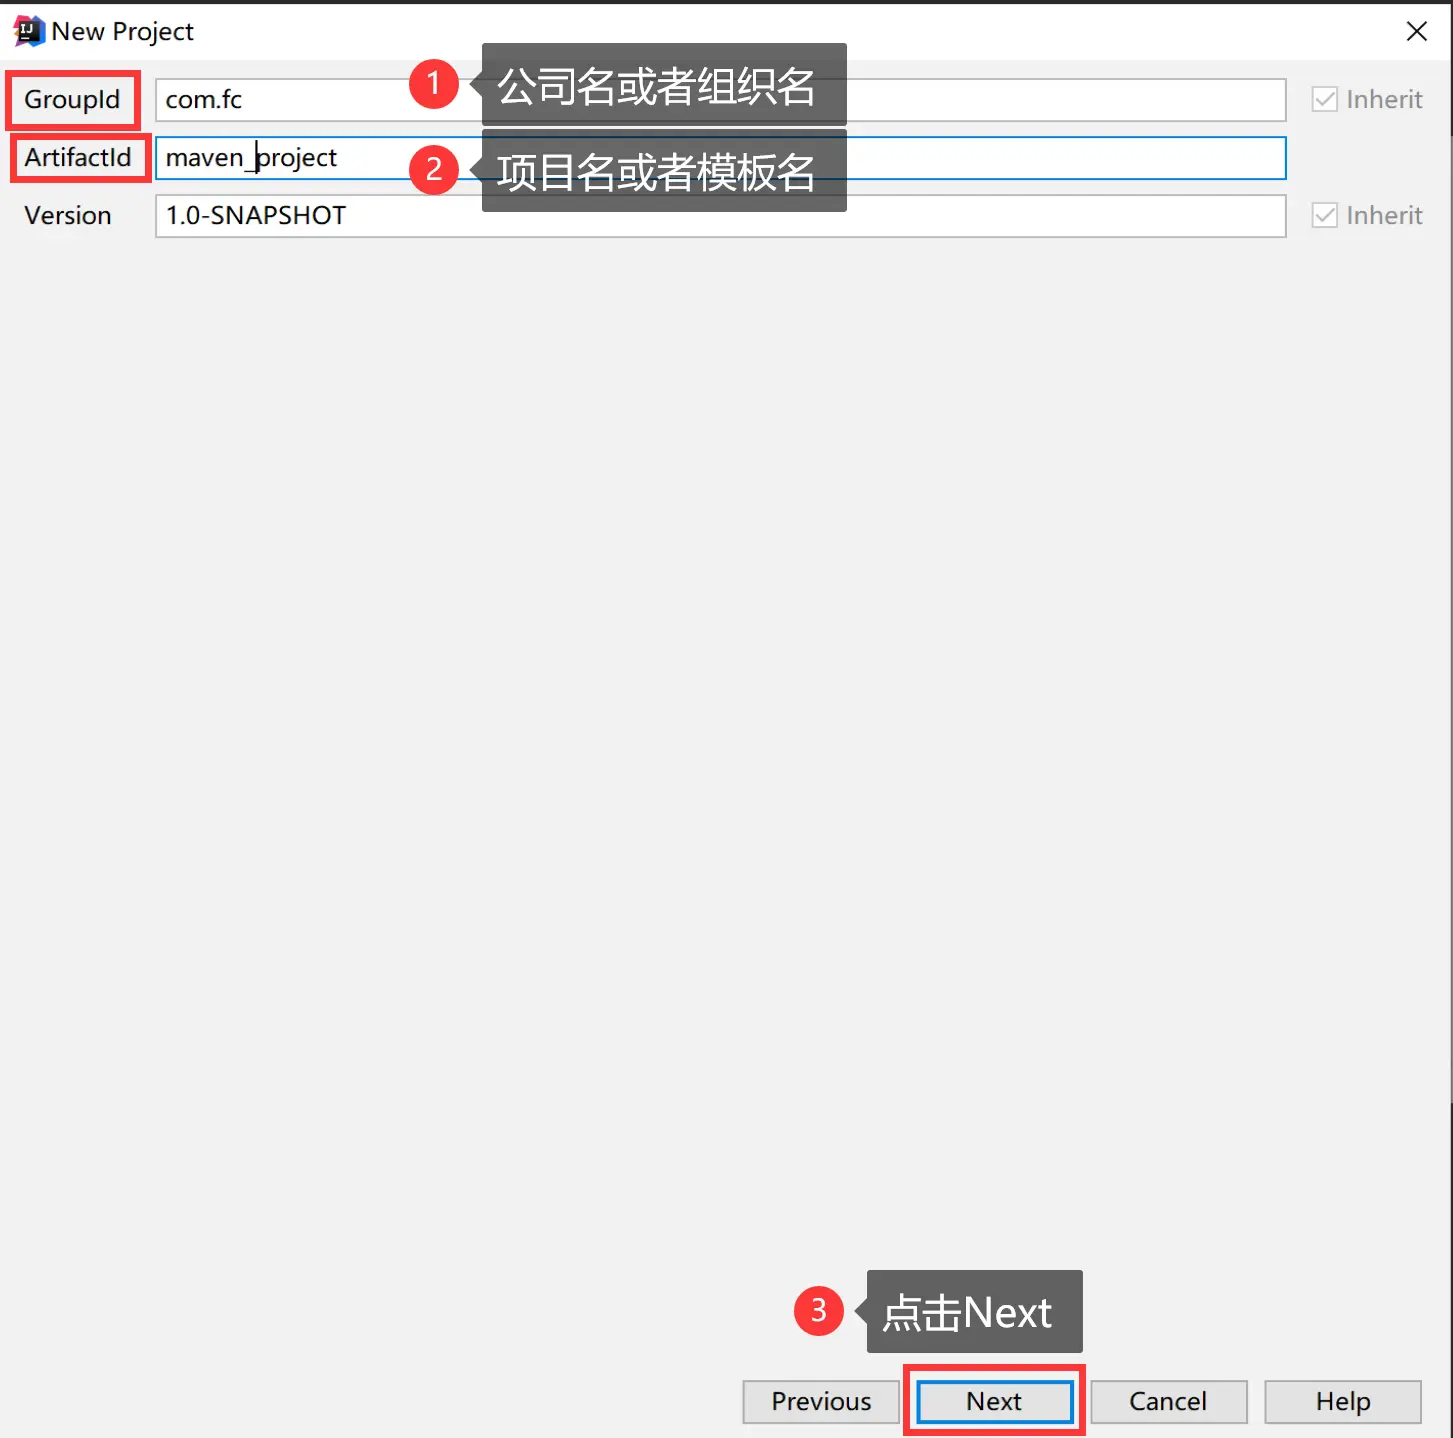 New Project
GroupId com.fc 1 公司名或者组织名 Inherit
ArtifactId maven_project 2 项目名或者模板名
Version 1.0-SNAPSHOT Inherit
3 点击Next
Previous Next Cancel Help